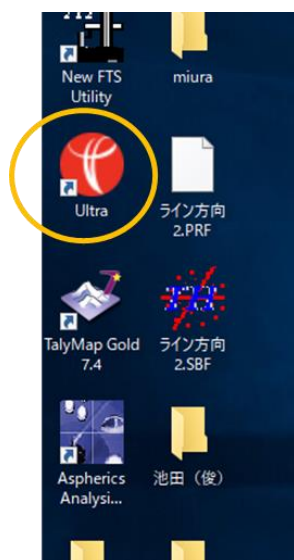 New FTS
Utility
miura
Ultra
ライン方向
2.PRF
TalyMap Gold
7.4
ライン方向
2.SBF
Aspherics
Analysi...
池田（俊）